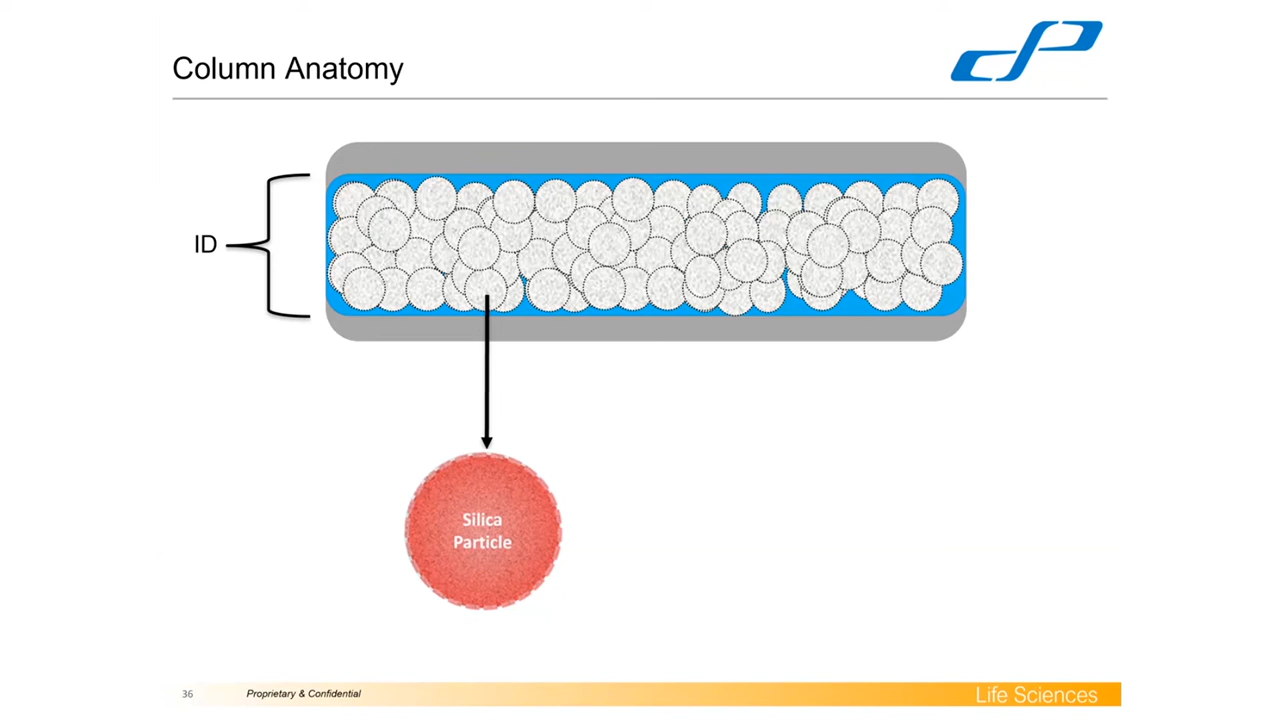 Column Anatomy
ID
Silica
Particle
36
Proprietary & Confidential
Life Sciences